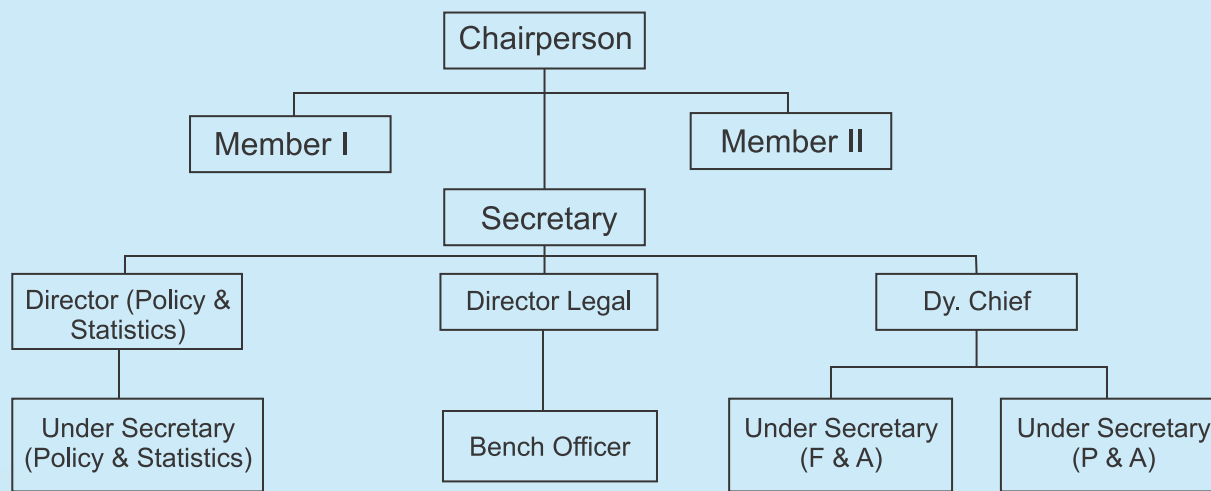 Chairperson
Member I
Member II
Secretary
Director (Policy &
Statistics)
Director Legal
Dy. Chief
Under Secretary
(Policy & Statistics)
Bench Officer
Under Secretary
(F & A)
Under Secretary
(P & A)